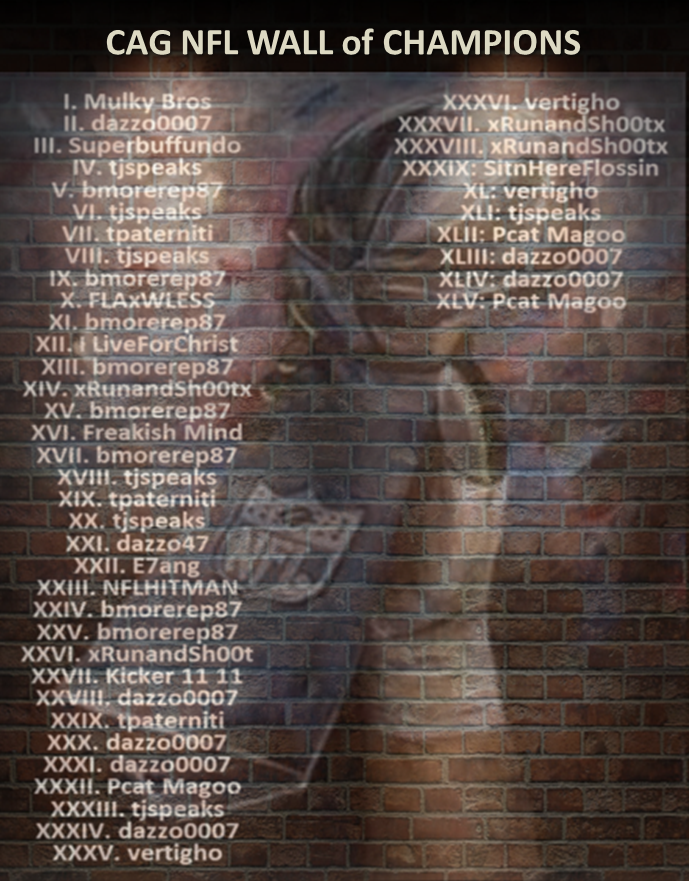 CAG NFL WALL of CHAMPIONS
I. Mulky Bros
II. dazzo0007
III. Superbuffundo
IV. tjspeaks
V. bmorerep87
VI. tjspeaks
VII. tpaterniti
VIII. tjspeaks
IX. bmorerep87
X. FLAxWLESS
XI. bmorerep87
XII. i LiveForChrist
XIII. bmorerep87
XIV. xRunandSh00tx
XV. bmorerep87
XVI. Freakish Mind
XVII. bmorerep87
XVIII. tjspeaks
XIX. tpaterniti
XX. tjspeaks
XXI. dazzo47
XXII. E7ang
XXIII. NFLHITMAN
XXIV. bmorerep87
XXV. bmorerep87
XXVI. xRunandSh00t
XXVII. Kicker 11 11
XXVIII. dazzo0007
XXIX. tpaterniti
XXX. dazzo0007
XXXI. dazzo0007
XXXII. Pcat Magoo
XXXIII. tjspeaks
XXXIV. dazzo0007
XXXV. vertigho
XXXVI. vertigho
XXXVII. xRunandSh00tx
XXXVIII. xRunandSh00tx
XXXIX: SitnHereFlossin
XL: vertigho
XLI: tjspeaks
XLII: Pcat Magoo
XLIII: dazzo0007
XLIV: dazzo0007
XLV: Pcat Magoo
NFL